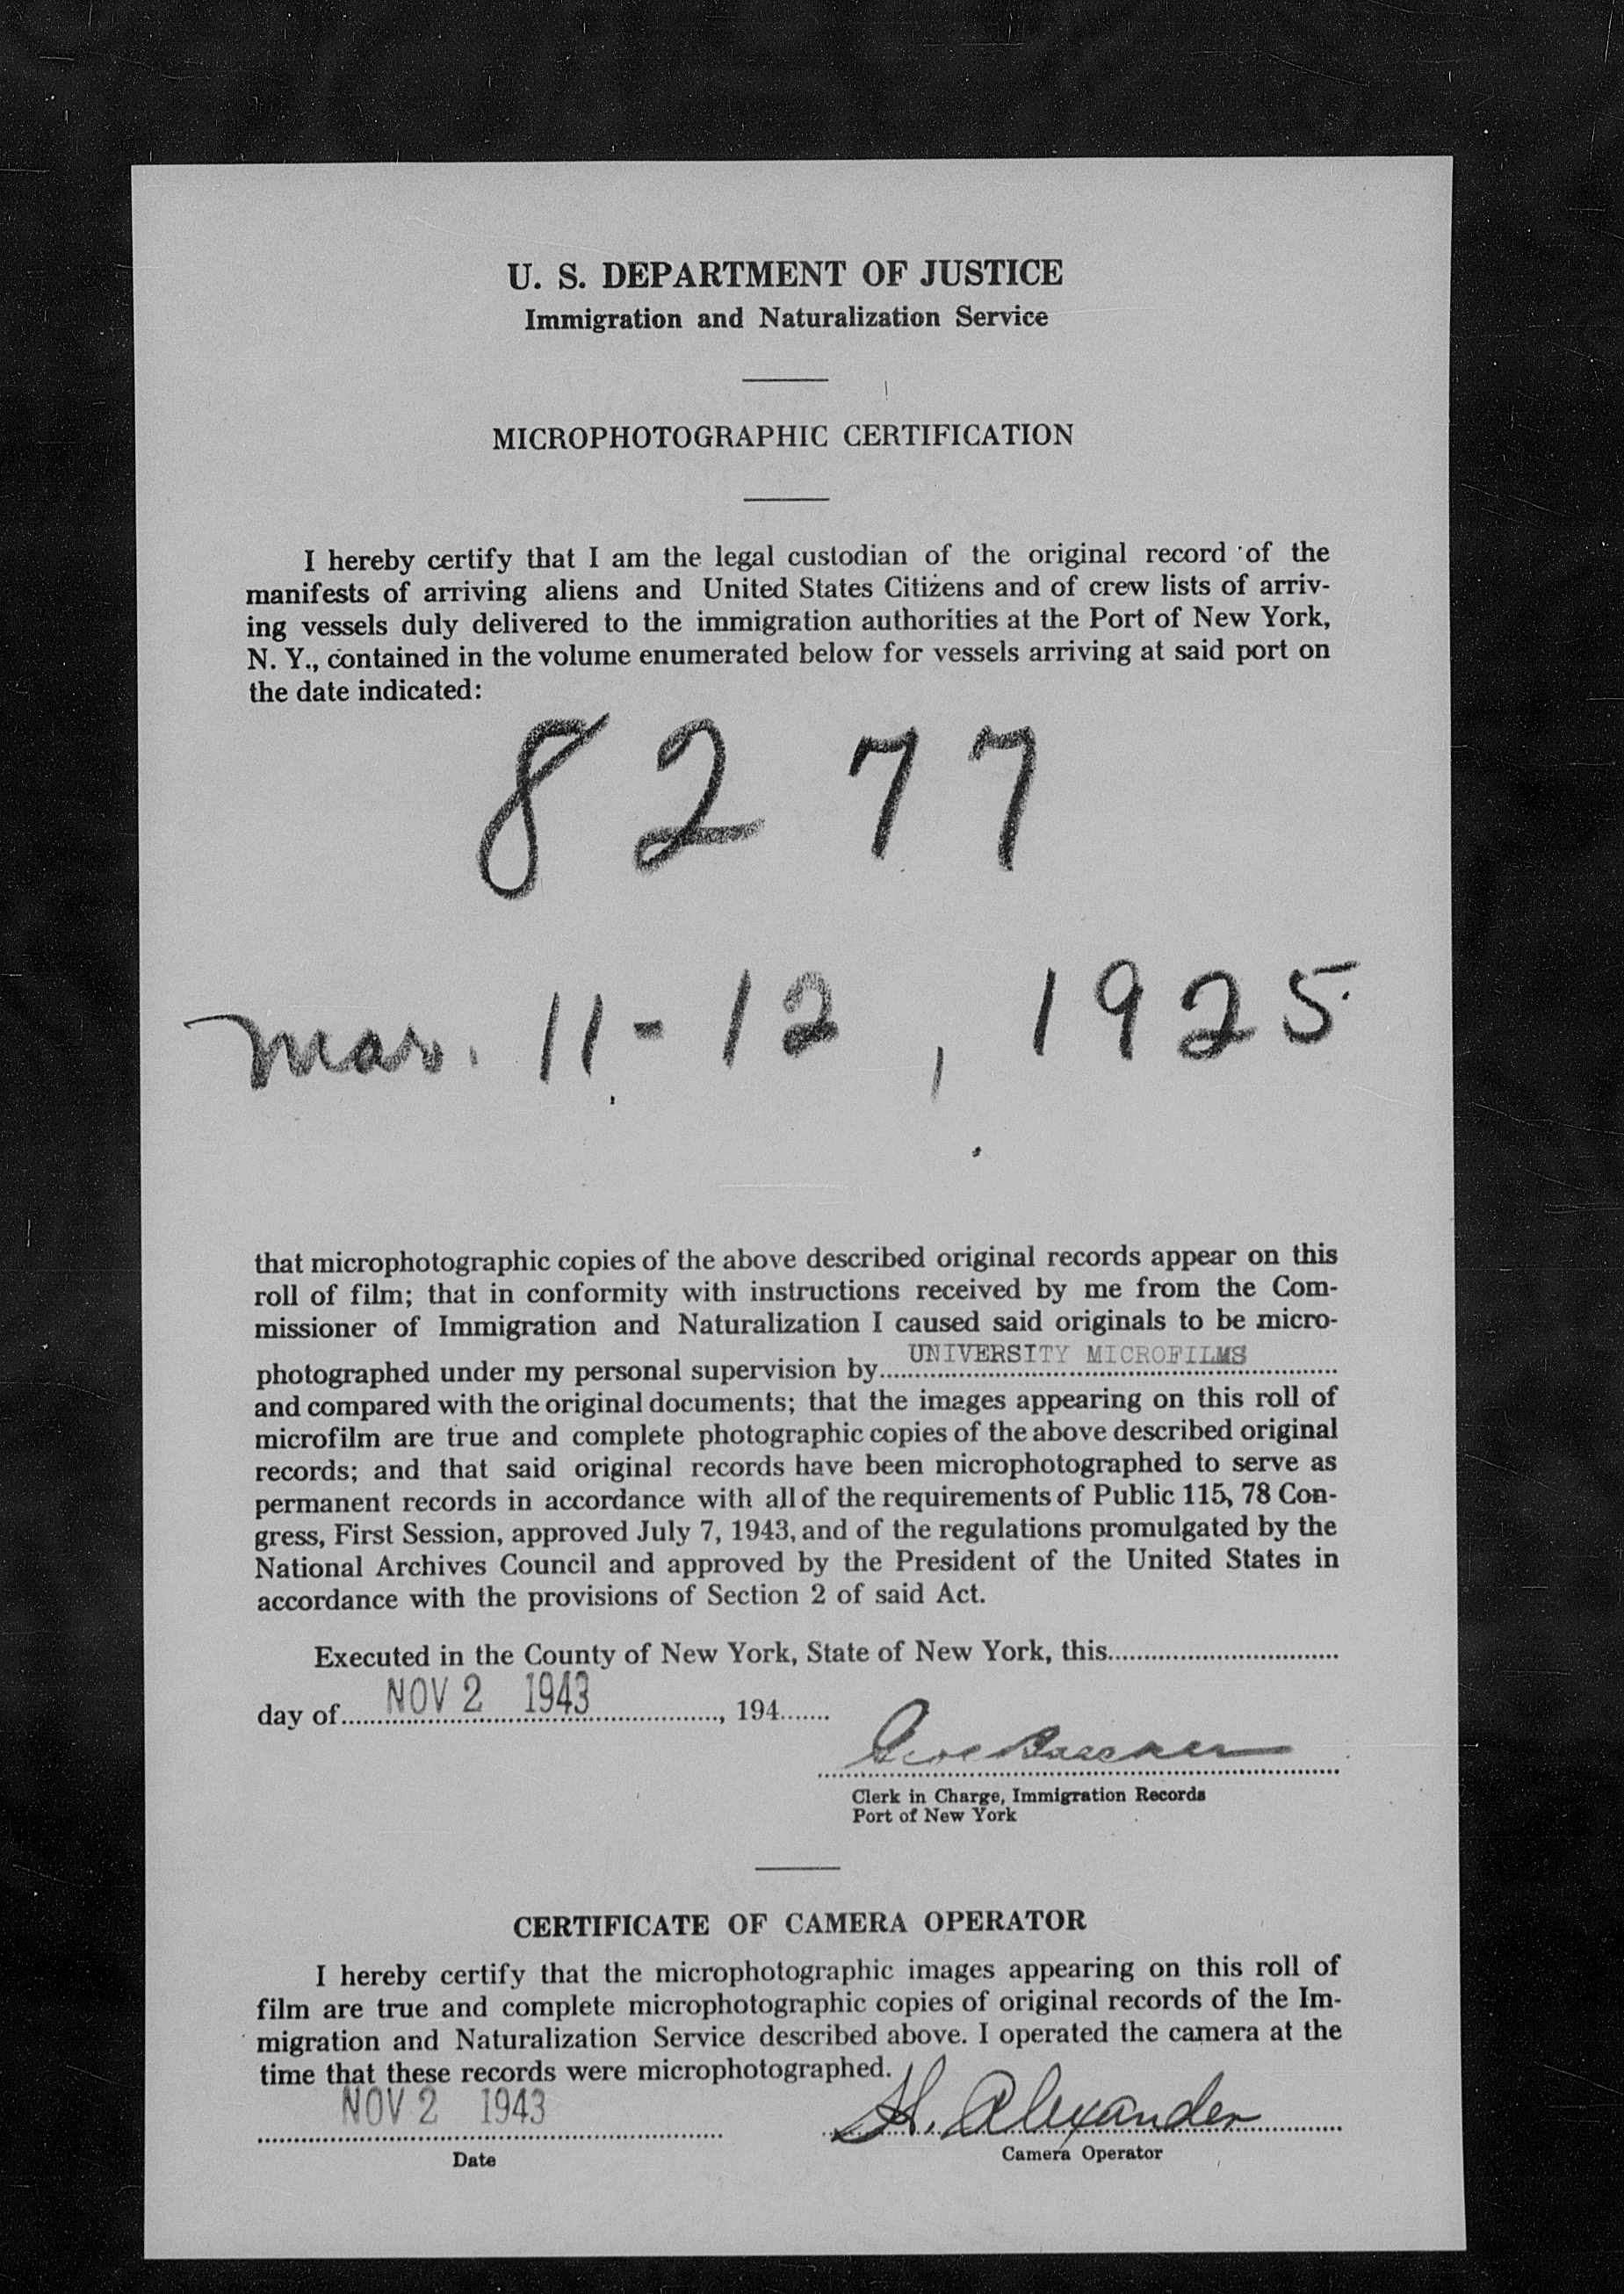 U. S. DEPARTMENT OF JUSTICE
Immigration and Naturalization Service
MICROPHOTOGRAPHIC CERTIFICATION
I hereby certify that I am the legal custodian of the original record of the
manifests of arriving aliens and United States Citizens and of crew lists of arriv-
ing vessels duly delivered to the immigration authorities at the Port of New York,
N. Y., contained in the volume enumerated below for vessels arriving at said port on
the date indicated:
8277
Mar. 11-12, 1925
that microphotographic copies of the above described original records appear on this
roll of film; that in conformity with instructions received by me from the Com-
missioner of Immigration and Naturalization I caused said originals to be micro-
photographed under my personal supervision by UNIVERSITY MICROFILMS
and compared with the original documents; that the images appearing on this roll of
microfilm are true and complete photographic copies of the above described original
records; and that said original records have been microphotographed to serve as
permanent records in accordance with all of the requirements of Public 115, 78 Con-
gress, First Session, approved July 7, 1943, and of the regulations promulgated by the
National Archives Council and approved by the President of the United States in
accordance with the provisions of Section 2 of said Act.
Executed in the County of New York, State of New York, this
day of NOV 2 1943, 194
Clerk in Charge, Immigration Records
Port of New York
CERTIFICATE OF CAMERA OPERATOR
I hereby certify that the microphotographic images appearing on this roll of
film are true and complete microphotographic copies of original records of the Im-
migration and Naturalization Service described above. I operated the camera at the
time that these records were microphotographed.
NOV 2 1943 H. Alexander
Date Camera Operator